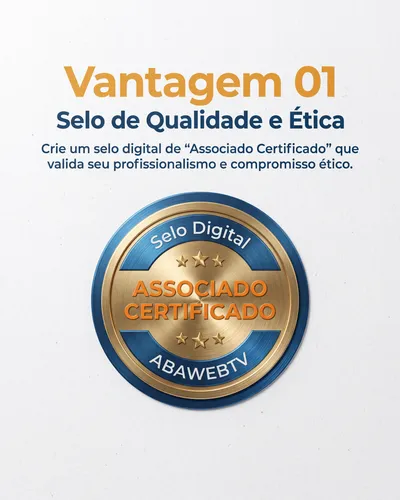 Vantagem 01
Selo de Qualidade e Ética
Crie um selo digital de “Associado Certificado” que
valida seu profissionalismo e compromisso ético.
Selo Digital
ASSOCIADO
CERTIFICADO
ABAWEBTV